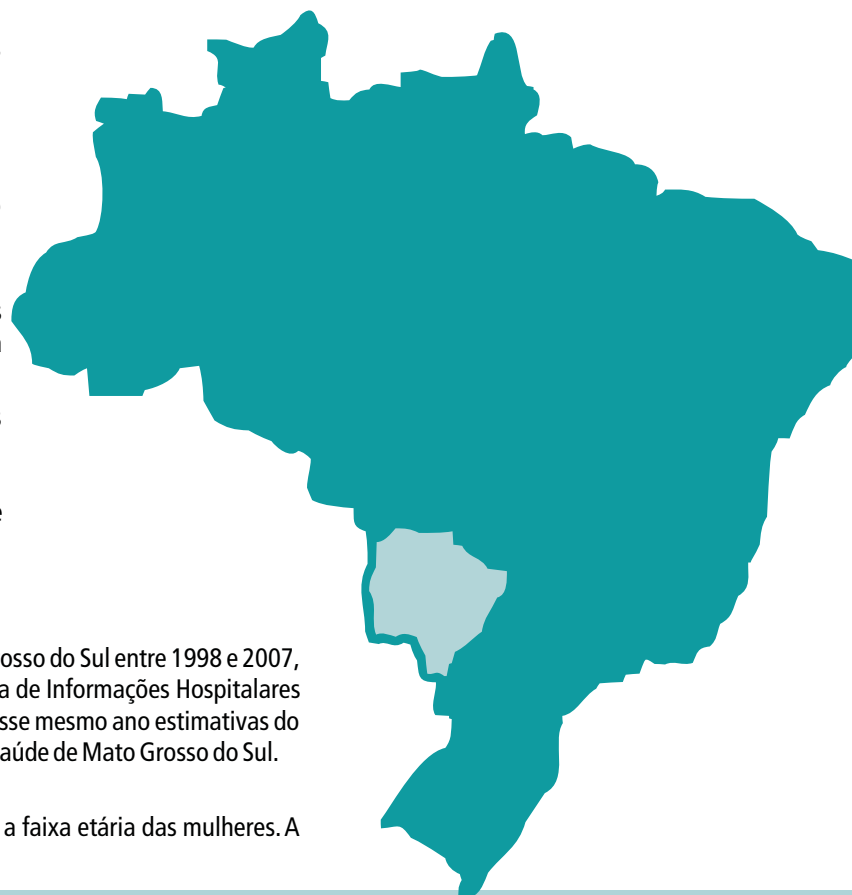 osso do Sul entre 1998 e 2007,
a de Informações Hospitalares
sse mesmo ano estimativas do
aúde de Mato Grosso do Sul.
a faixa etária das mulheres. A